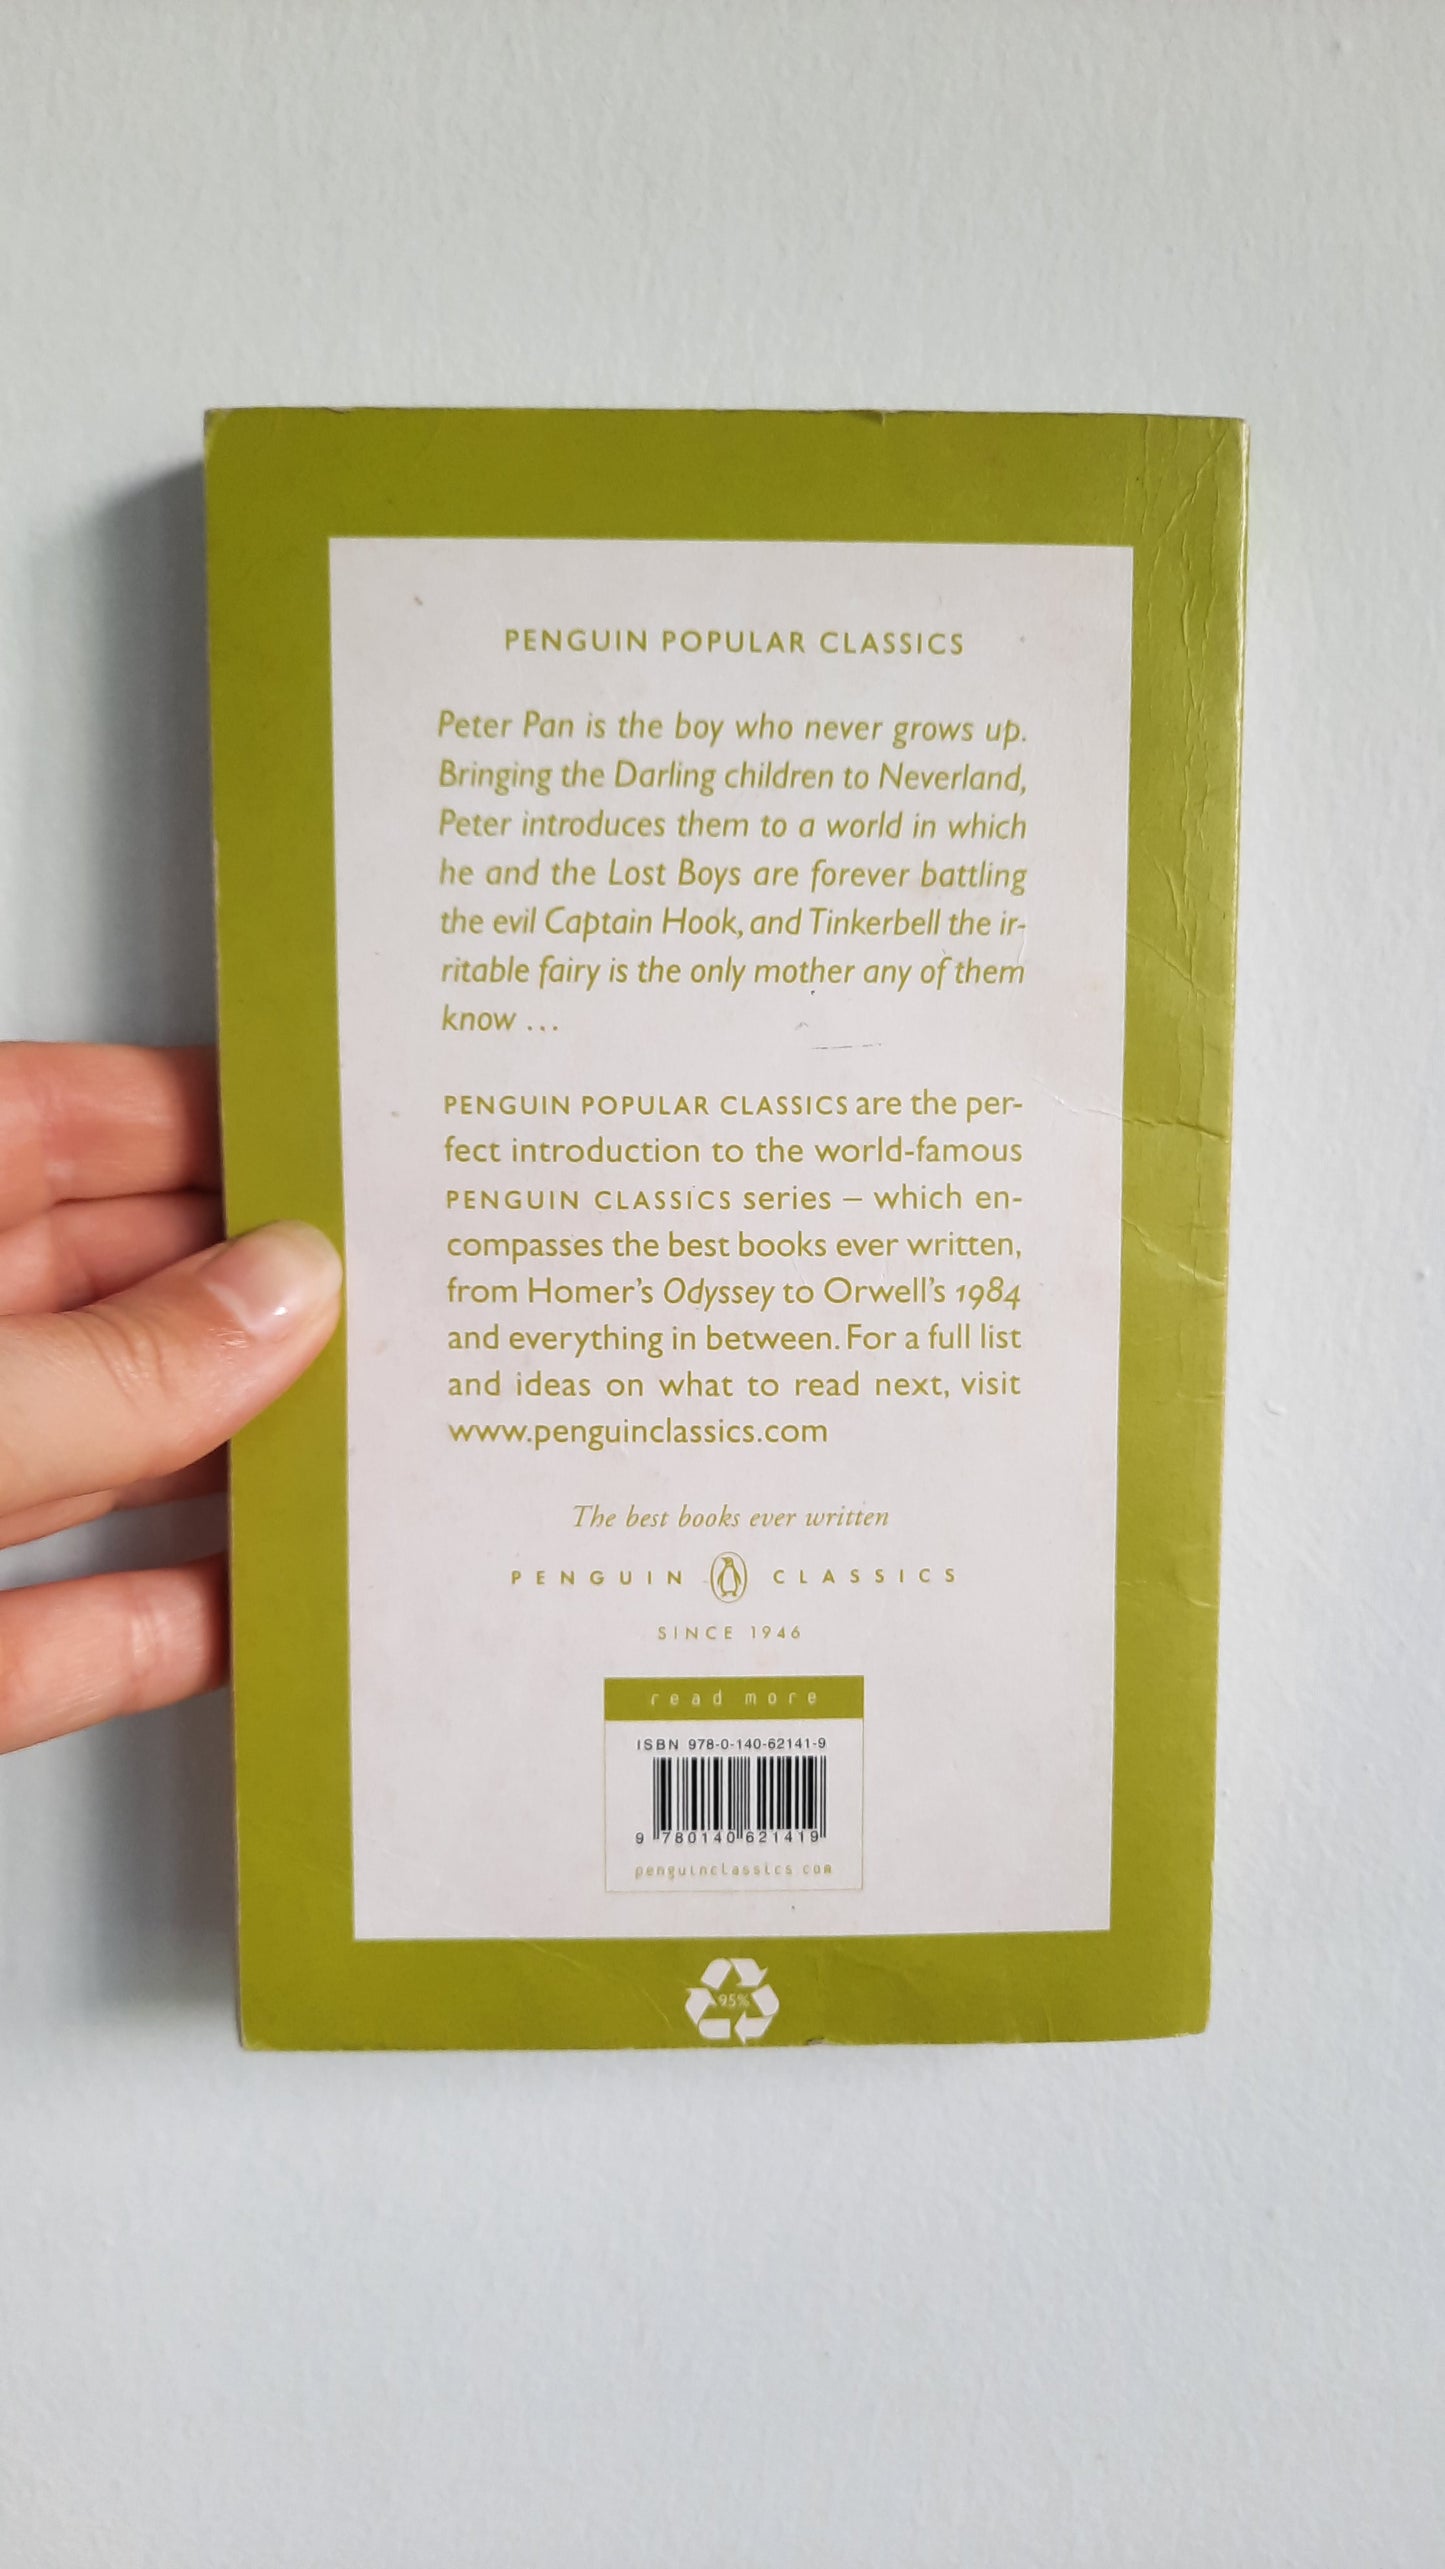 PENGUIN POPULAR CLASSICS
Peter Pan is the boy who never grows up.
Bringing the Darling children to Neverland,
Peter introduces them to a world in which
he and the Lost Boys are forever battling
the evil Captain Hook, and Tinkerbell the ir-
ritable fairy is the only mother any of them
know ...
PENGUIN POPULAR CLASSICS are the per-
fect introduction to the world-famous
PENGUIN CLASSICS series – which en-
compasses the best books ever written,
from Homer's Odyssey to Orwell's 1984
and everything in between. For a full list
and ideas on what to read next, visit
www.penguinclassics.com
The best books ever written
PENGUIN CLASSICS
SINCE 1946
read more
ISBN 978-0-140-62141-9
9 780140 621419
penguinclassics.com
95%